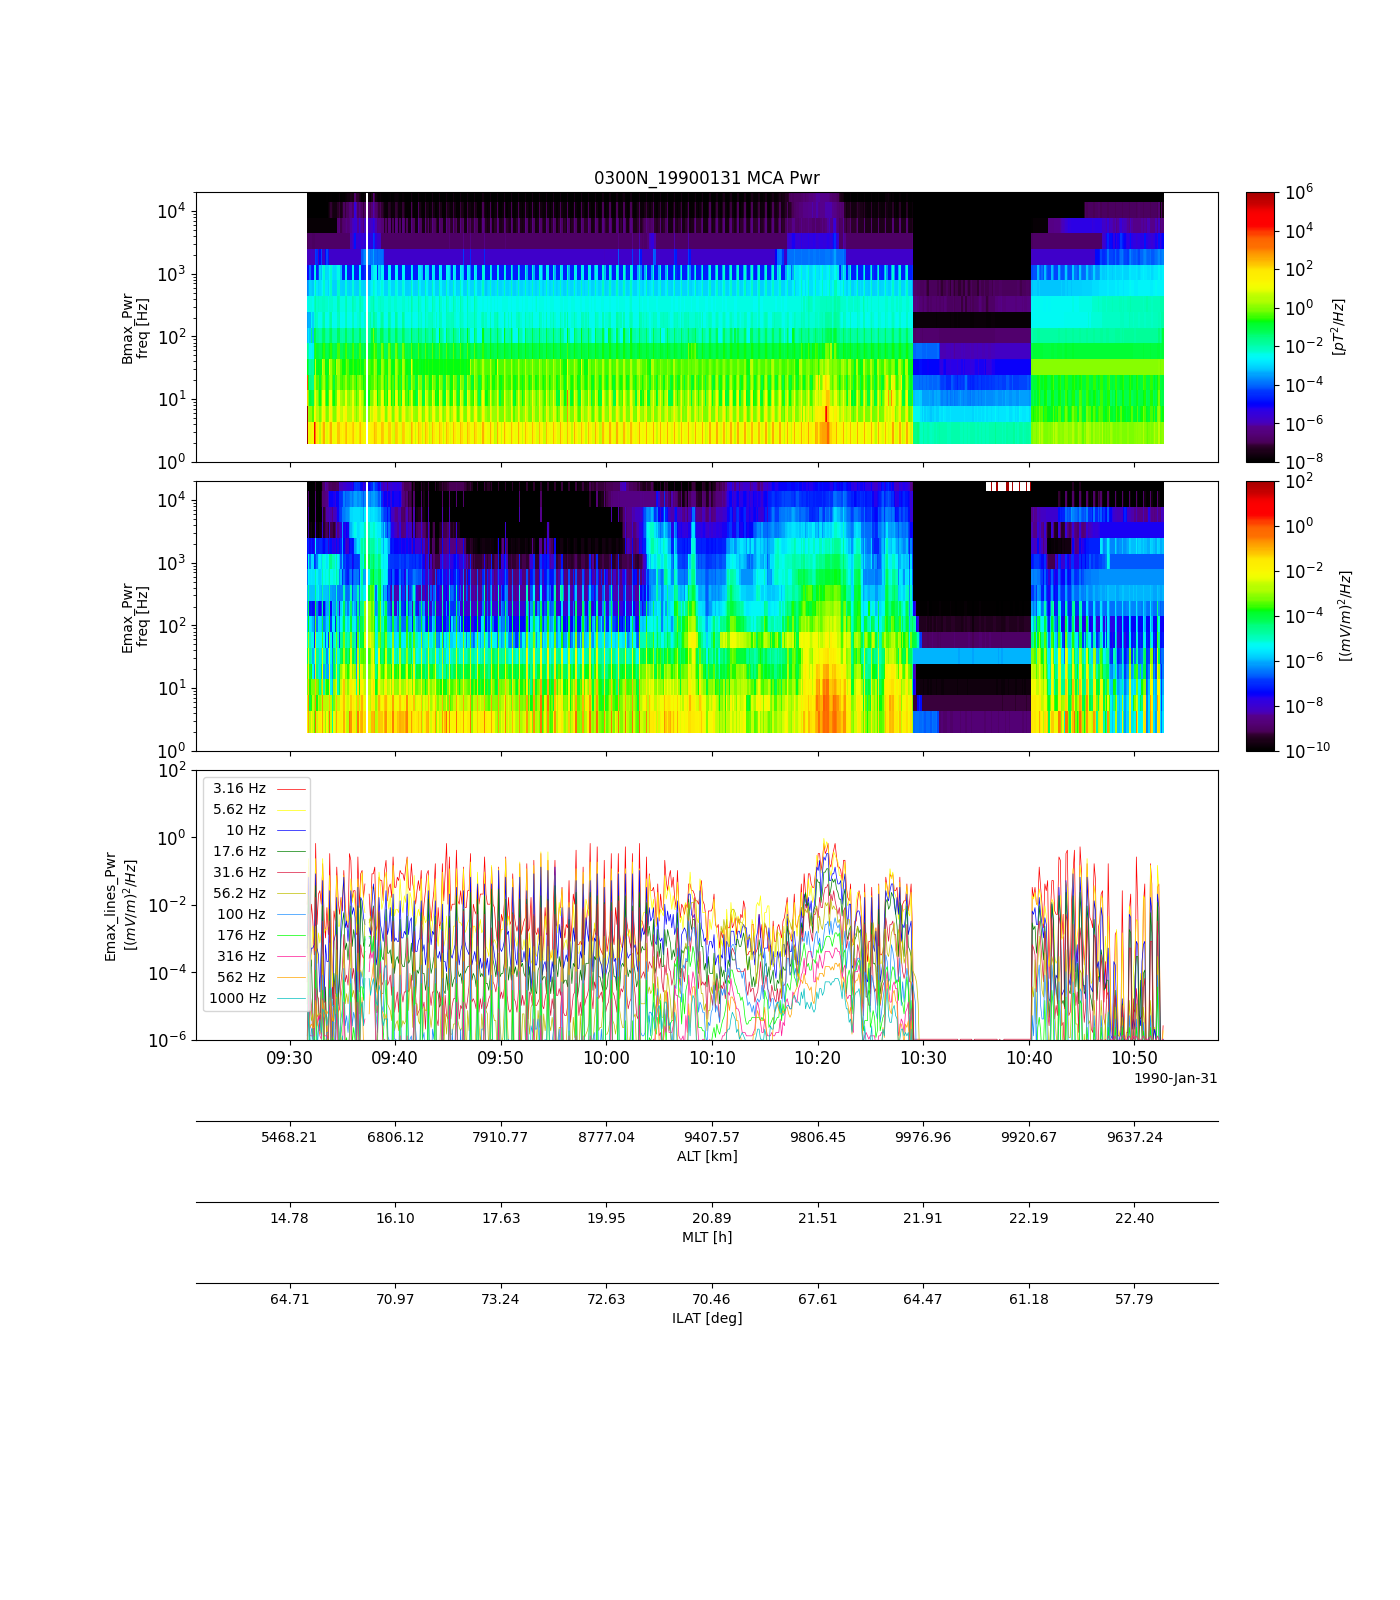 0300N_19900131 MCA Pwr
Bmax_Pwr
freq [Hz]
10^4
10^3
10^2
10^1
10^0
10^6
10^4
10^2
10^0
10^-2
10^-4
10^-6
10^-8
[pT^2/Hz]
Emax_Pwr
freq [Hz]
10^4
10^3
10^2
10^1
10^0
10^2
10^0
10^-2
10^-4
10^-6
10^-8
10^-10
[(mV/m)^2/Hz]
Emax_lines_Pwr
[(mV/m)^2/Hz]
10^2
10^0
10^-2
10^-4
10^-6
3.16 Hz
5.62 Hz
10 Hz
17.6 Hz
31.6 Hz
56.2 Hz
100 Hz
176 Hz
316 Hz
562 Hz
1000 Hz
09:30 09:40 09:50 10:00 10:10 10:20 10:30 10:40 10:50
1990-Jan-31
5468.21 6806.12 7910.77 8777.04 9407.57 9806.45 9976.96 9920.67 9637.24
ALT [km]
14.78 16.10 17.63 19.95 20.89 21.51 21.91 22.19 22.40
MLT [h]
64.71 70.97 73.24 72.63 70.46 67.61 64.47 61.18 57.79
ILAT [deg]